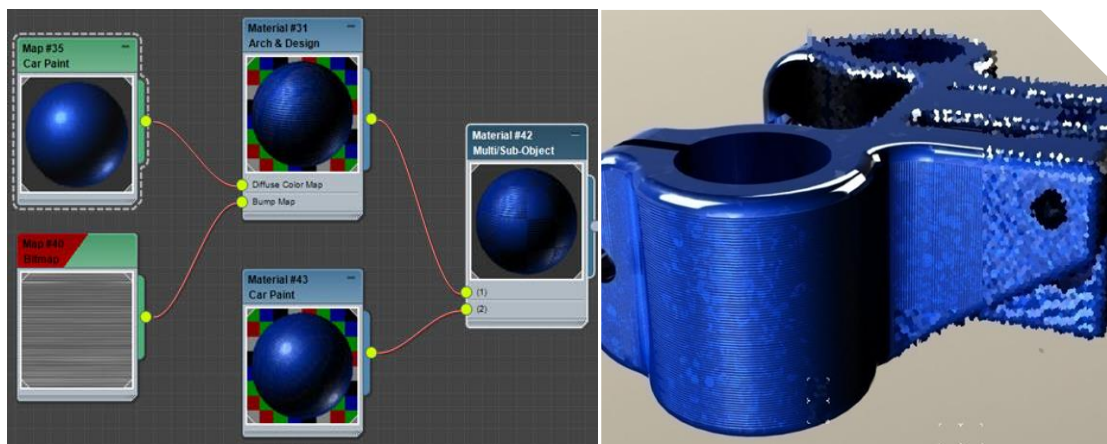 Map #35
Car Paint
Material #31
Arch & Design
Diffuse Color Map
Bump Map
Map #40
Bitmap
Material #43
Car Paint
Material #42
Multi/Sub-Object
(1)
(2)